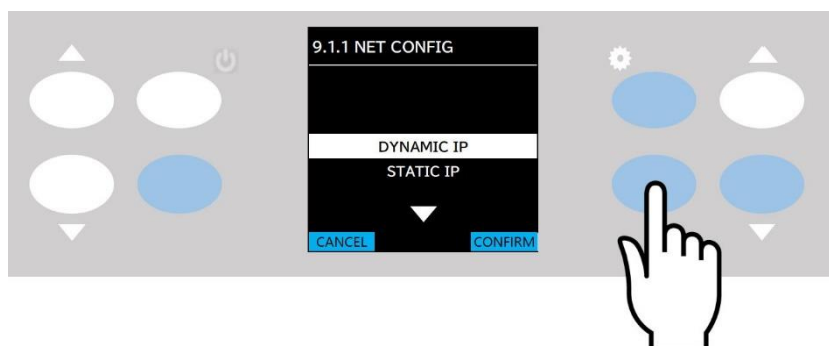 9.1.1 NET CONFIG
DYNAMIC IP
STATIC IP
CANCEL CONFIRM